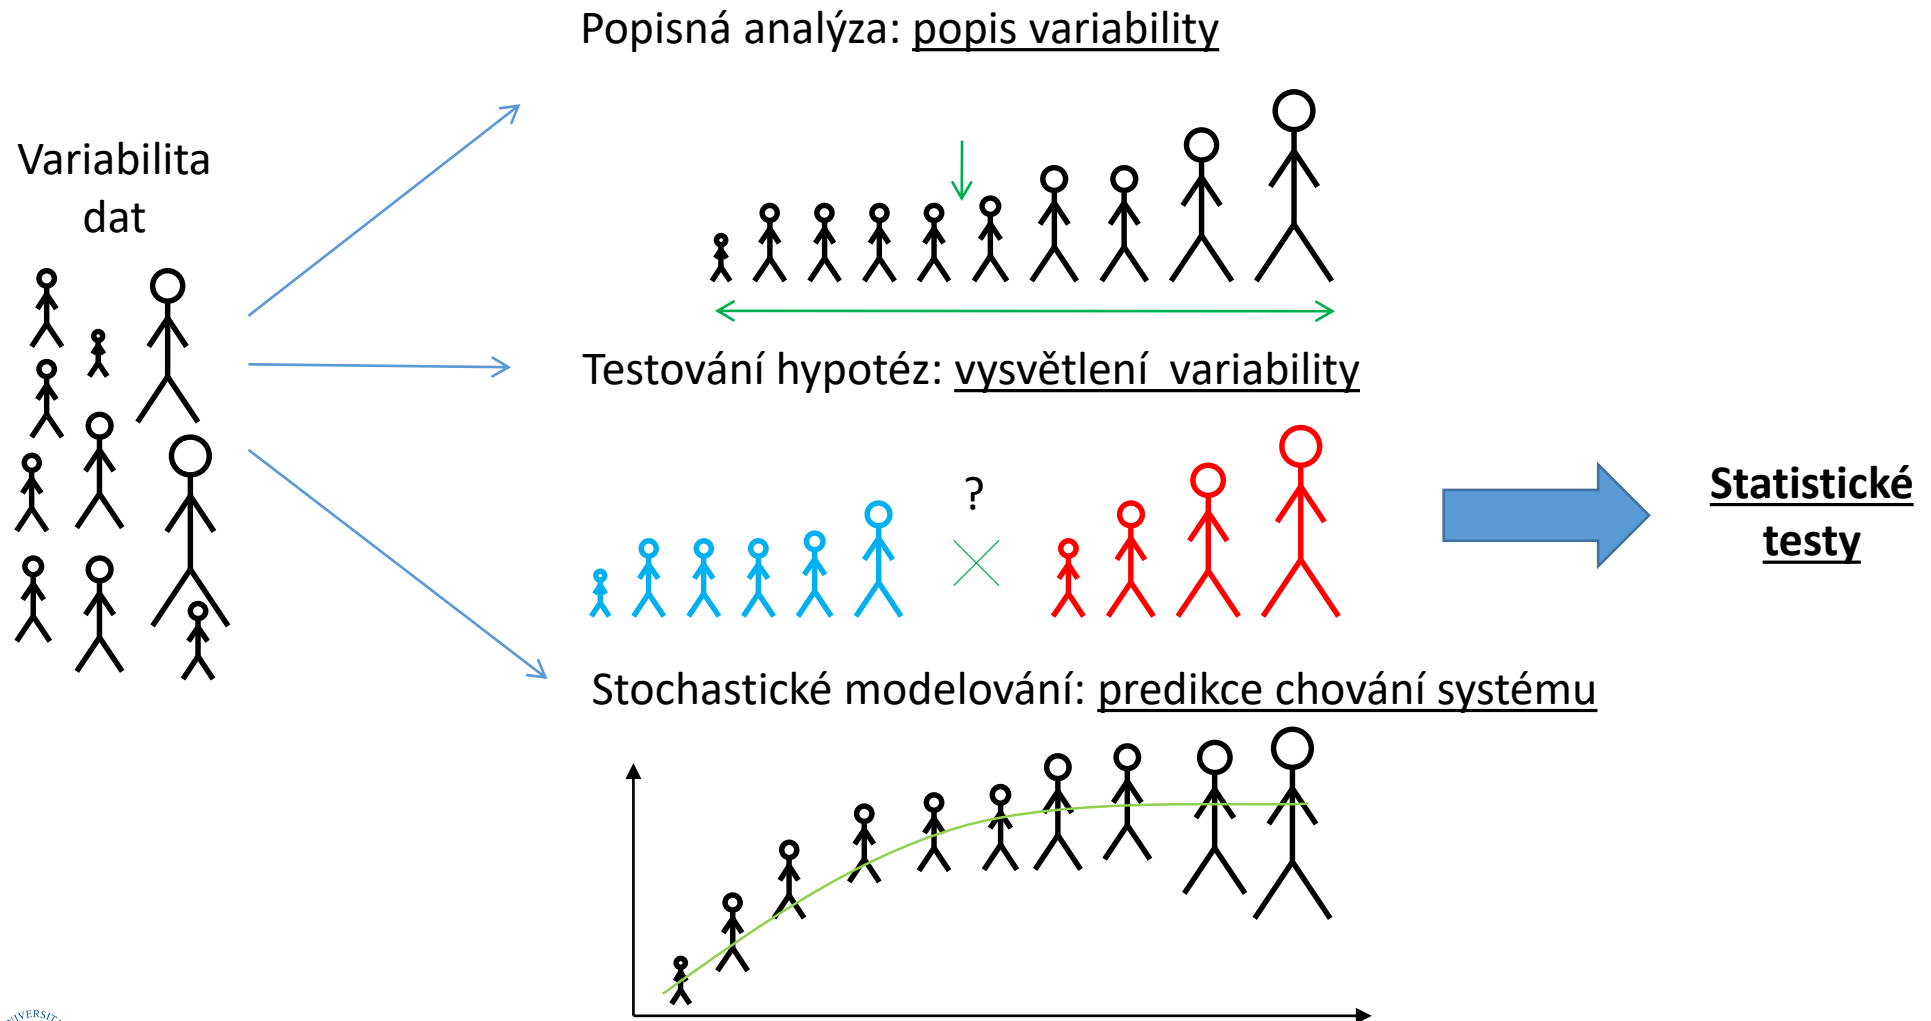 Popisná analýza: popis variability
Variabilita
dat
Testování hypotéz: vysvětlení  variability
?
Statistické
testy
Stochastické modelování: predikce chování systému